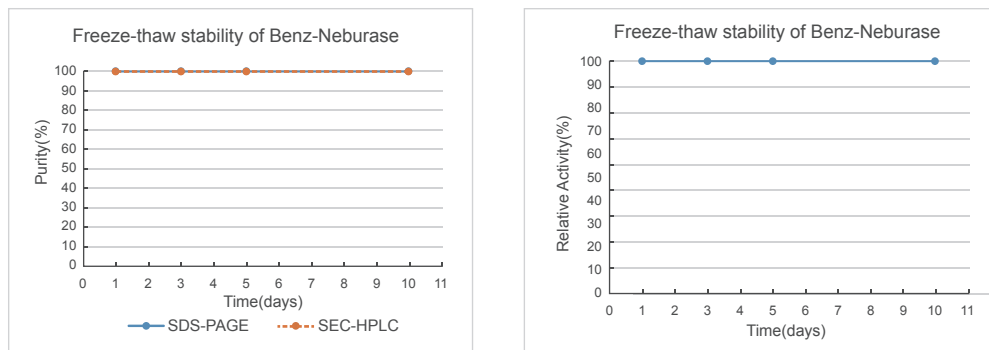 Freeze-thaw stability of Benz-Neburase
100
90
80
70
60
50
40
30
20
10
0
Purity(%)
0 1 2 3 4 5 6 7 8 9 10 11
Time(days)
SDS-PAGE SEC-HPLC
Freeze-thaw stability of Benz-Neburase
100
90
80
70
60
50
40
30
20
10
0
Relative Activity(%)
0 1 2 3 4 5 6 7 8 9 10 11
Time(days)